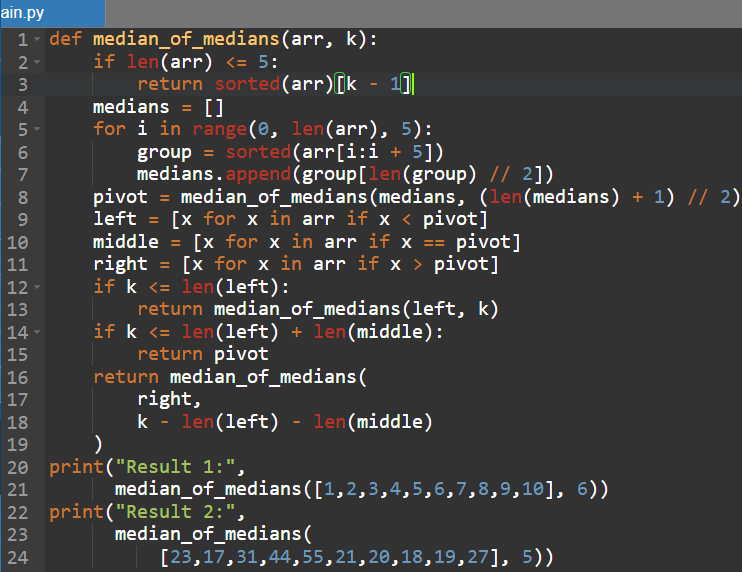 ain.py
1 def median_of_medians(arr, k):
2     if len(arr) <= 5:
3         return sorted(arr)[k - 1]
4     medians = []
5     for i in range(0, len(arr), 5):
6         group = sorted(arr[i:i + 5])
7         medians.append(group[len(group) // 2])
8     pivot = median_of_medians(medians, (len(medians) + 1) // 2)
9     left = [x for x in arr if x < pivot]
10     middle = [x for x in arr if x == pivot]
11     right = [x for x in arr if x > pivot]
12     if k <= len(left):
13         return median_of_medians(left, k)
14     if k <= len(left) + len(middle):
15         return pivot
16     return median_of_medians(
17         right,
18         k - len(left) - len(middle)
19     )
20 print("Result 1:",
21       median_of_medians([1,2,3,4,5,6,7,8,9,10], 6))
22 print("Result 2:",
23       median_of_medians(
24           [23,17,31,44,55,21,20,18,19,27], 5))